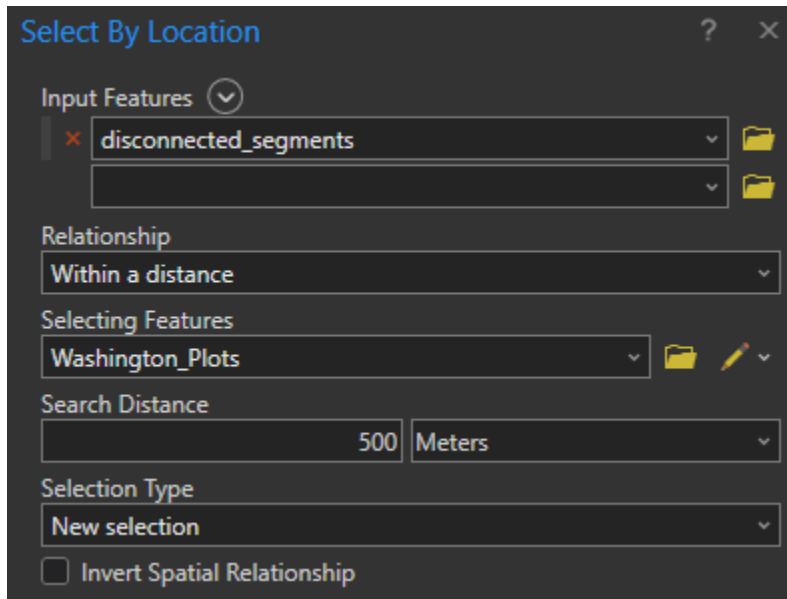 Select By Location ?
Input Features
disconnected_segments
Relationship
Within a distance
Selecting Features
Washington_Plots
Search Distance
500 Meters
Selection Type
New selection
Invert Spatial Relationship